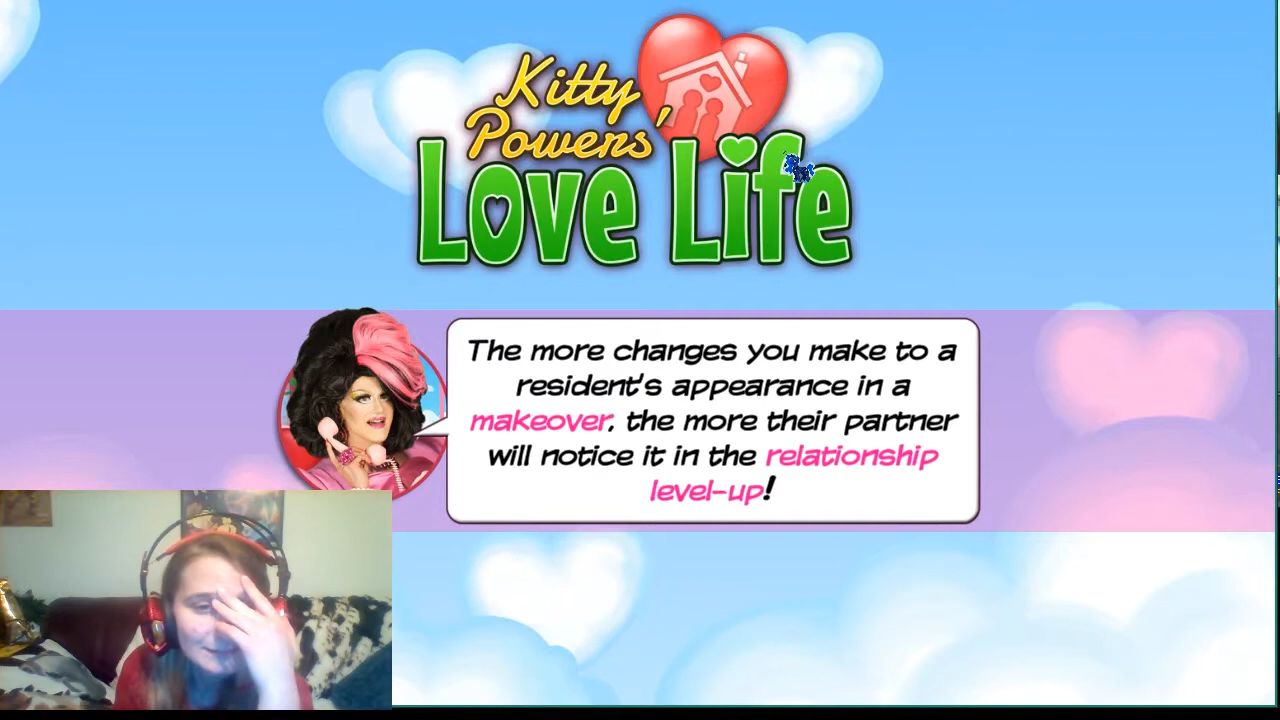 Kitty
Powers'
Love Life
The more changes you make to a
resident's appearance in a
makeover, the more their partner
will notice it in the relationship
level-up!